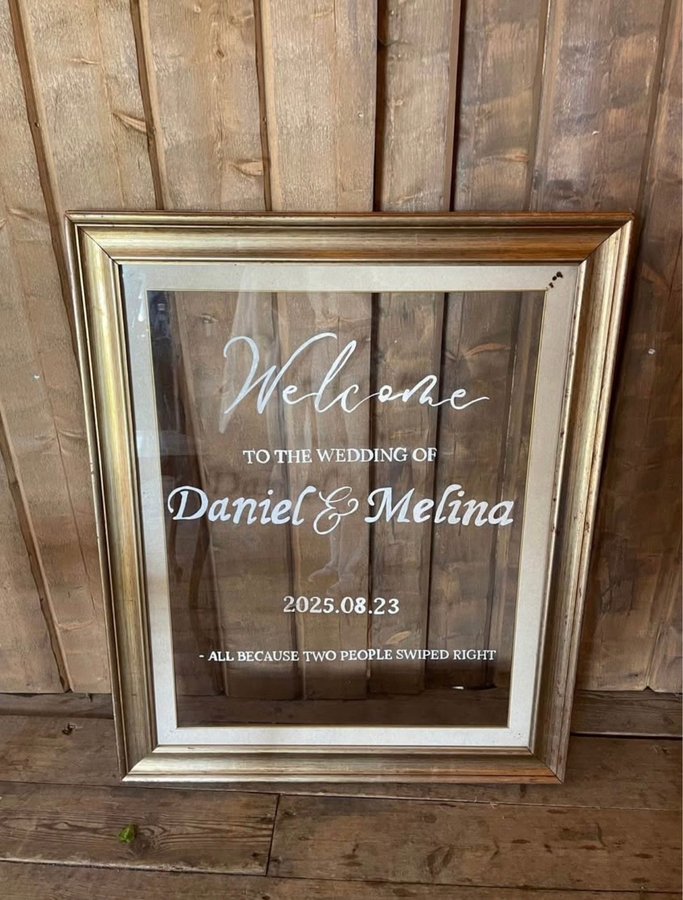 Welcome
TO THE WEDDING OF
Daniel & Melina
2025.08.23
- ALL BECAUSE TWO PEOPLE SWIPED RIGHT